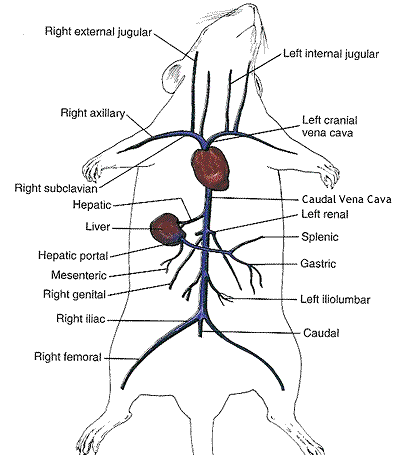 Right external jugular
Left internal jugular
Right axillary
Left cranial
vena cava
Right subclavian
Caudal Vena Cava
Hepatic
Left renal
Liver
Splenic
Hepatic portal
Gastric
Mesenteric
Right genital
Left iliolumbar
Right iliac
Caudal
Right femoral